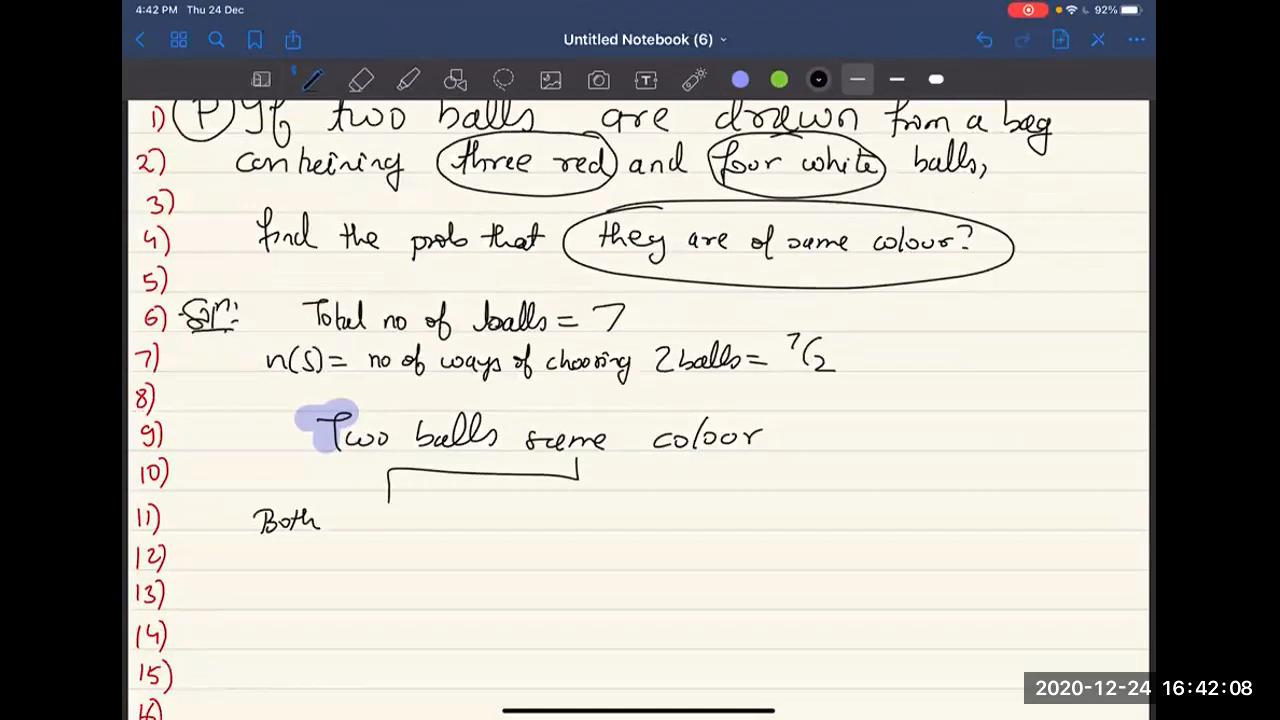 4:42 PM Thu 24 Dec
92%
Untitled Notebook (6)
T
1) P If two balls are drawn from a bag
2) containing three red and four white balls,
3)
4) find the prob that they are of same colour?
5)
6) Soln: Total no of balls = 7
7) n(S) = no of ways of choosing 2 balls = ⁷C₂
8)
9) Two balls same colour
10)
11) Both
12)
13)
14)
15)
16)
2020-12-24 16:42:08